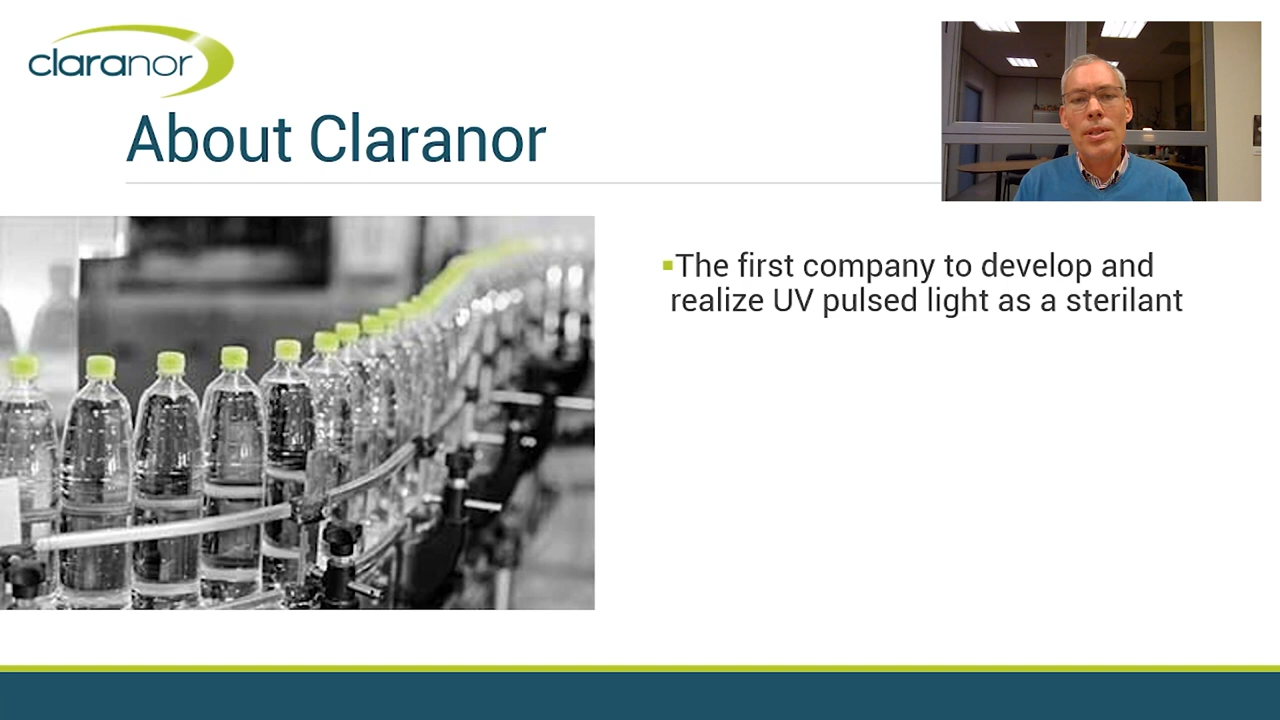 claranor
About Claranor
▪The first company to develop and
realize UV pulsed light as a sterilant